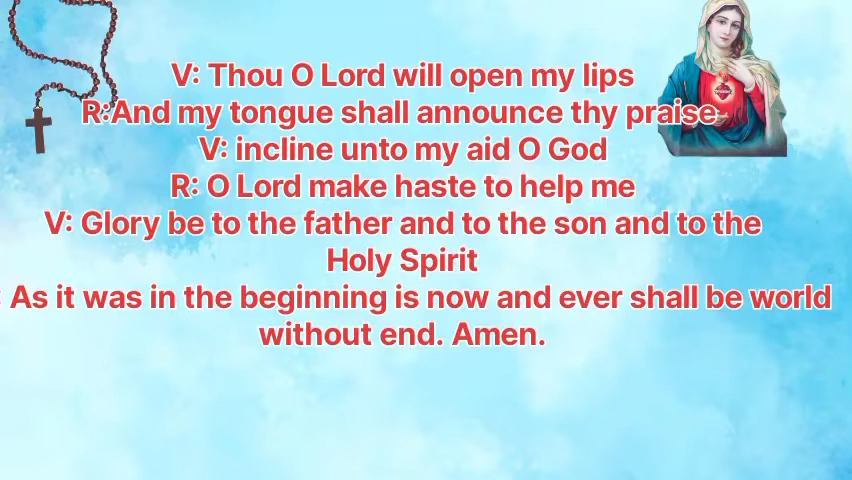 V: Thou O Lord will open my lips
R:And my tongue shall announce thy praise
V: incline unto my aid O God
R: O Lord make haste to help me
V: Glory be to the father and to the son and to the
Holy Spirit
: As it was in the beginning is now and ever shall be world
without end. Amen.